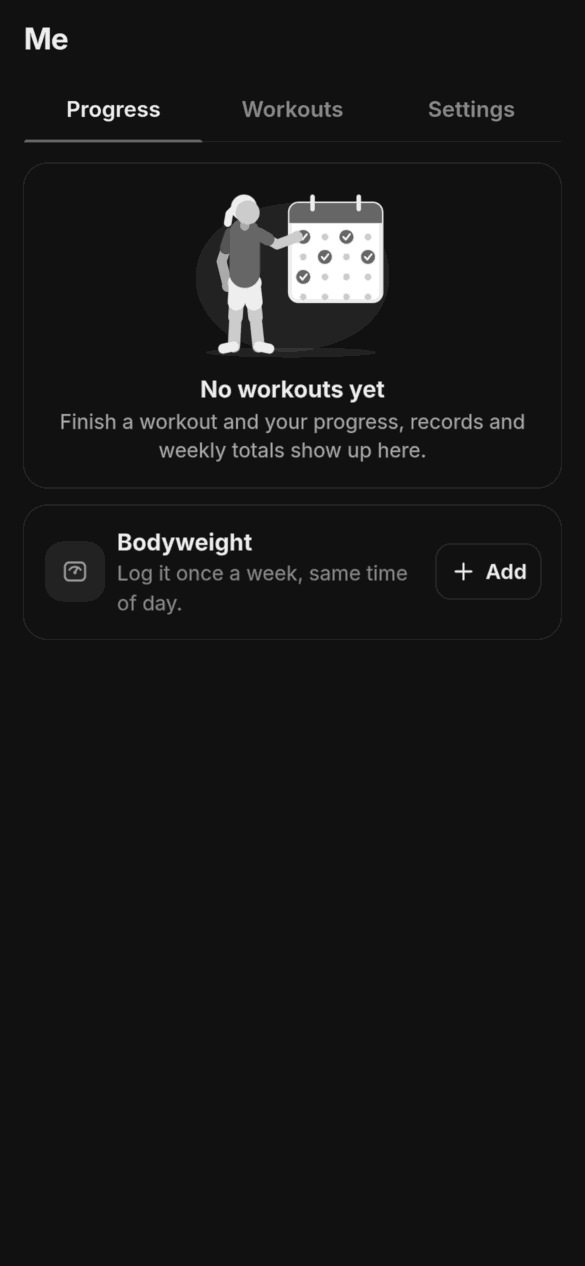 Me
Progress
Workouts
Settings
No workouts yet
Finish a workout and your progress, records and
weekly totals show up here.
Bodyweight
Log it once a week, same time
of day.
Add